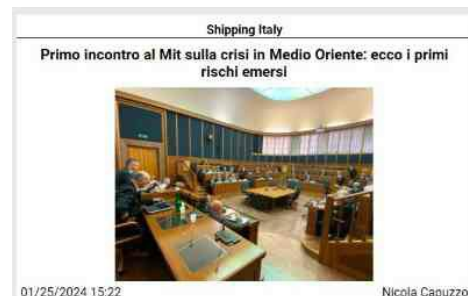 Shipping Italy
Primo incontro al Mit sulla crisi in Medio Oriente: ecco i primi
rischi emersi
01/25/2024 15:22
Nicola Capuzzo